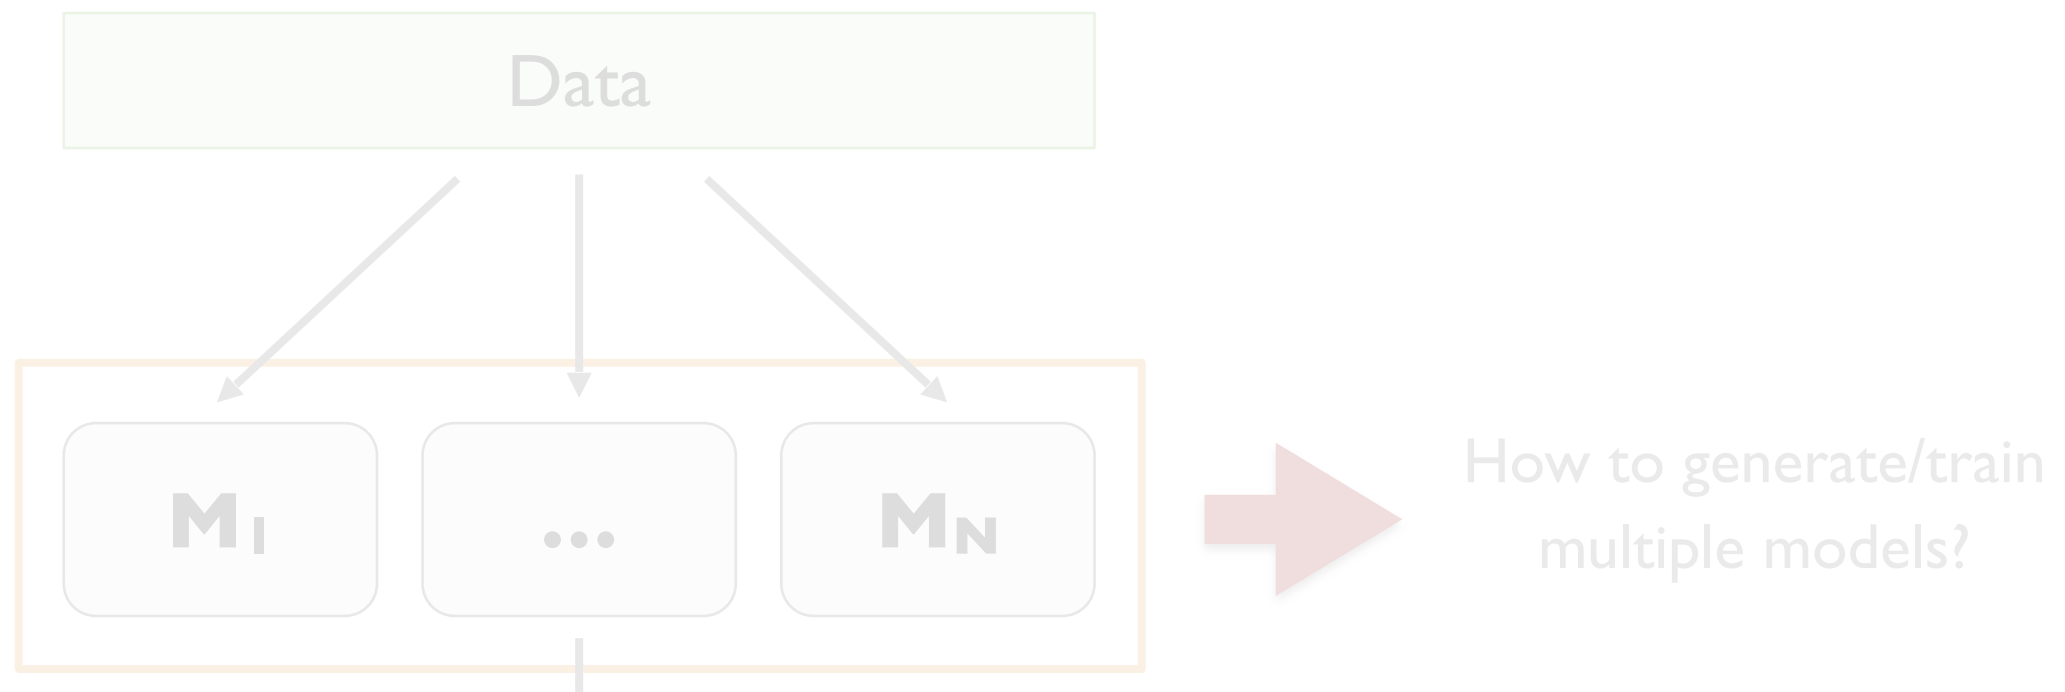 Data
M1 ... MN
How to generate/train
multiple models?